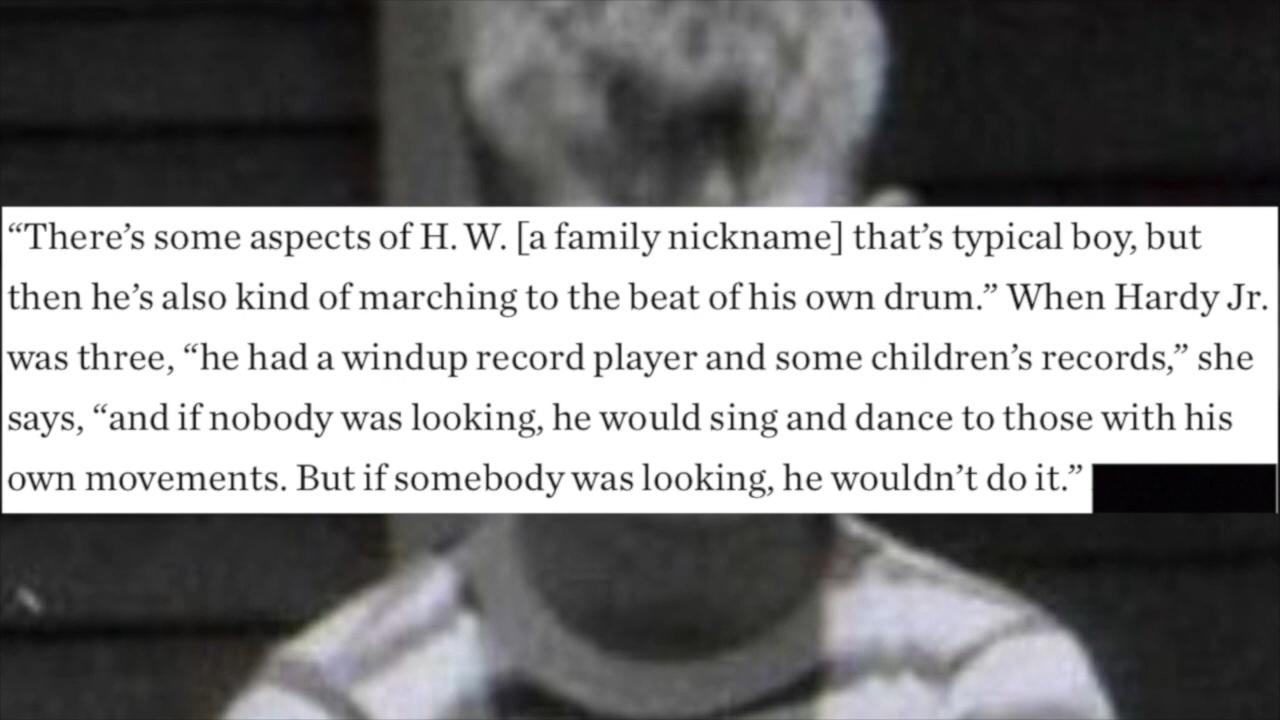 “There’s some aspects of H. W. [a family nickname] that’s typical boy, but
then he’s also kind of marching to the beat of his own drum.” When Hardy Jr.
was three, “he had a windup record player and some children’s records,” she
says, “and if nobody was looking, he would sing and dance to those with his
own movements. But if somebody was looking, he wouldn’t do it.”